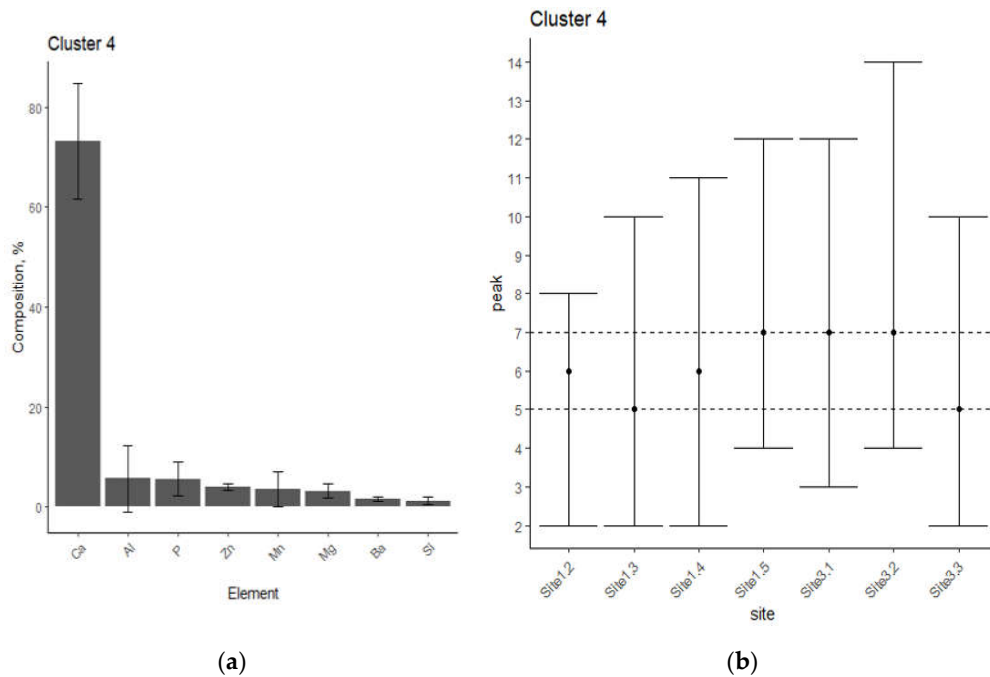 Cluster 4
Composition, %
80
60
40
20
0
Ca Al P Zn Mn Mg Ba Si
Element
(a)
Cluster 4
peak
14
13
12
11
10
9
8
7
6
5
4
3
2
Site1.2 Site1.3 Site1.4 Site1.5 Site3.1 Site3.2 Site3.3
site
(b)